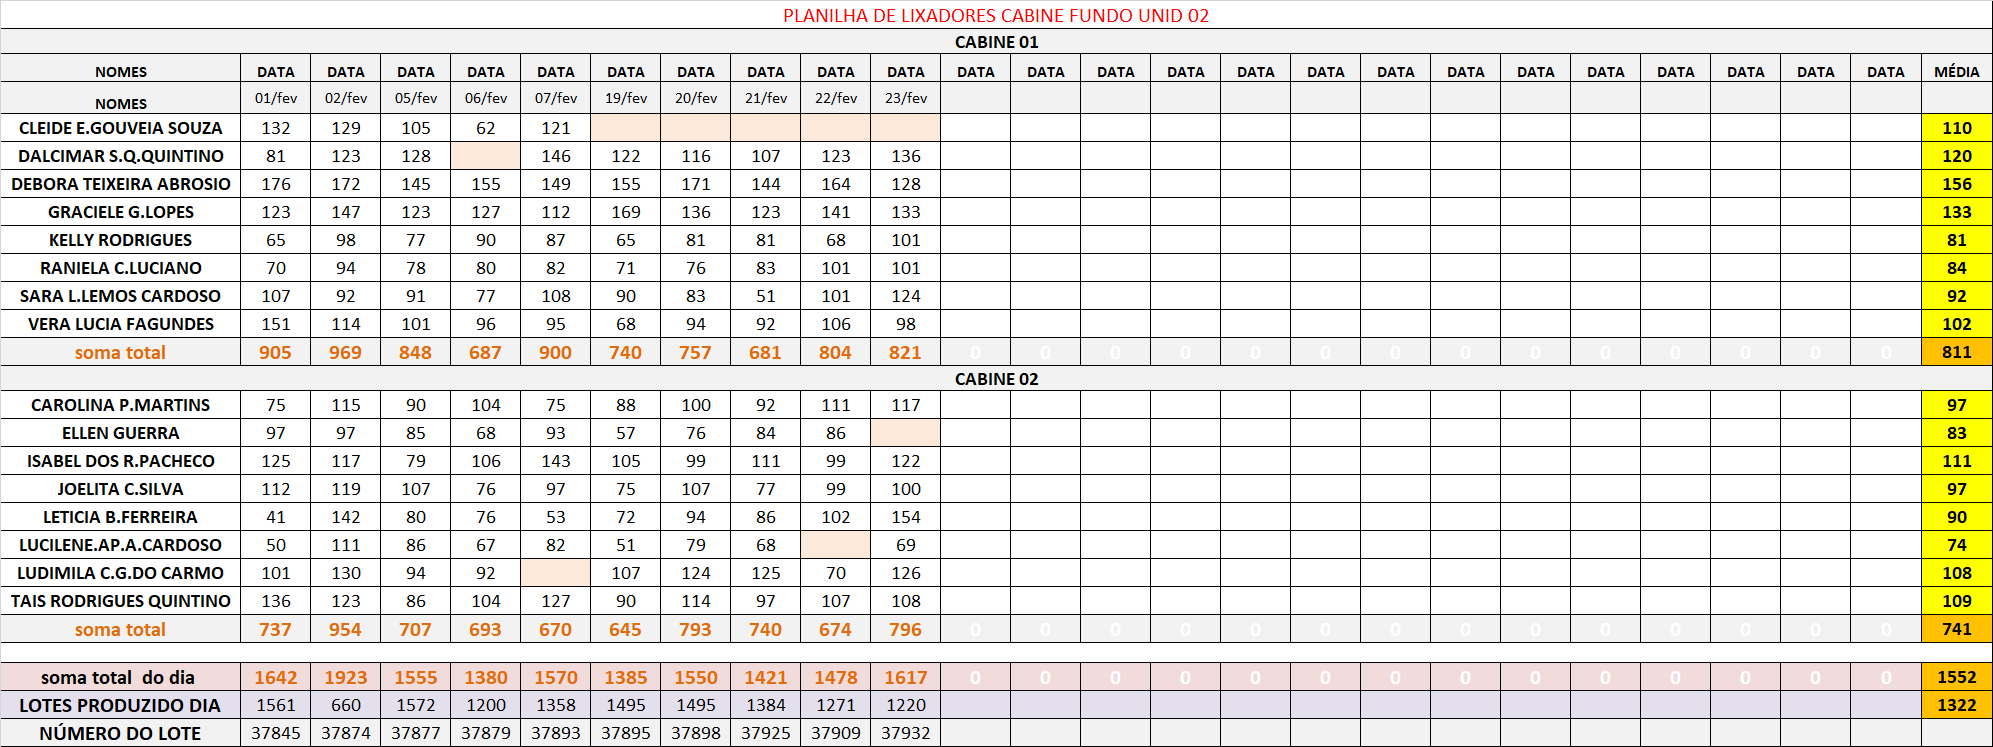 PLANILHA DE LIXADORES CABINE FUNDO UNID 02
CABINE 01
NOMES DATA DATA DATA DATA DATA DATA DATA DATA DATA DATA DATA DATA DATA DATA DATA DATA DATA DATA DATA DATA DATA DATA DATA DATA MÉDIA
NOMES 01/fev 02/fev 05/fev 06/fev 07/fev 19/fev 20/fev 21/fev 22/fev 23/fev
CLEIDE E.GOUVEIA SOUZA 132 129 105 62 121 110
DALCIMAR S.Q.QUINTINO 81 123 128 146 122 116 107 123 136 120
DEBORA TEIXEIRA ABROSIO 176 172 145 155 149 155 171 144 164 128 156
GRACIELE G.LOPES 123 147 123 127 112 169 136 123 141 133 133
KELLY RODRIGUES 65 98 77 90 87 65 81 81 68 101 81
RANIELA C.LUCIANO 70 94 78 80 82 71 76 83 101 101 84
SARA L.LEMOS CARDOSO 107 92 91 77 108 90 83 51 101 124 92
VERA LUCIA FAGUNDES 151 114 101 96 95 68 94 92 106 98 102
soma total 905 969 848 687 900 740 757 681 804 821 0 0 0 0 0 0 0 0 0 0 0 0 0 0 811
CABINE 02
CAROLINA P.MARTINS 75 115 90 104 75 88 100 92 111 117 97
ELLEN GUERRA 97 97 85 68 93 57 76 84 86 83
ISABEL DOS R.PACHECO 125 117 79 106 143 105 99 111 99 122 111
JOELITA C.SILVA 112 119 107 76 97 75 107 77 99 100 97
LETICIA B.FERREIRA 41 142 80 76 53 72 94 86 102 154 90
LUCILENE.AP.A.CARDOSO 50 111 86 67 82 51 79 68 69 74
LUDIMILA C.G.DO CARMO 101 130 94 92 107 124 125 70 126 108
TAIS RODRIGUES QUINTINO 136 123 86 104 127 90 114 97 107 108 109
soma total 737 954 707 693 670 645 793 740 674 796 0 0 0 0 0 0 0 0 0 0 0 0 0 0 741
soma total do dia 1642 1923 1555 1380 1570 1385 1550 1421 1478 1617 0 0 0 0 0 0 0 0 0 0 0 0 0 0 1552
LOTES PRODUZIDO DIA 1561 660 1572 1200 1358 1495 1495 1384 1271 1220 1322
NÚMERO DO LOTE 37845 37874 37877 37879 37893 37895 37898 37925 37909 37932